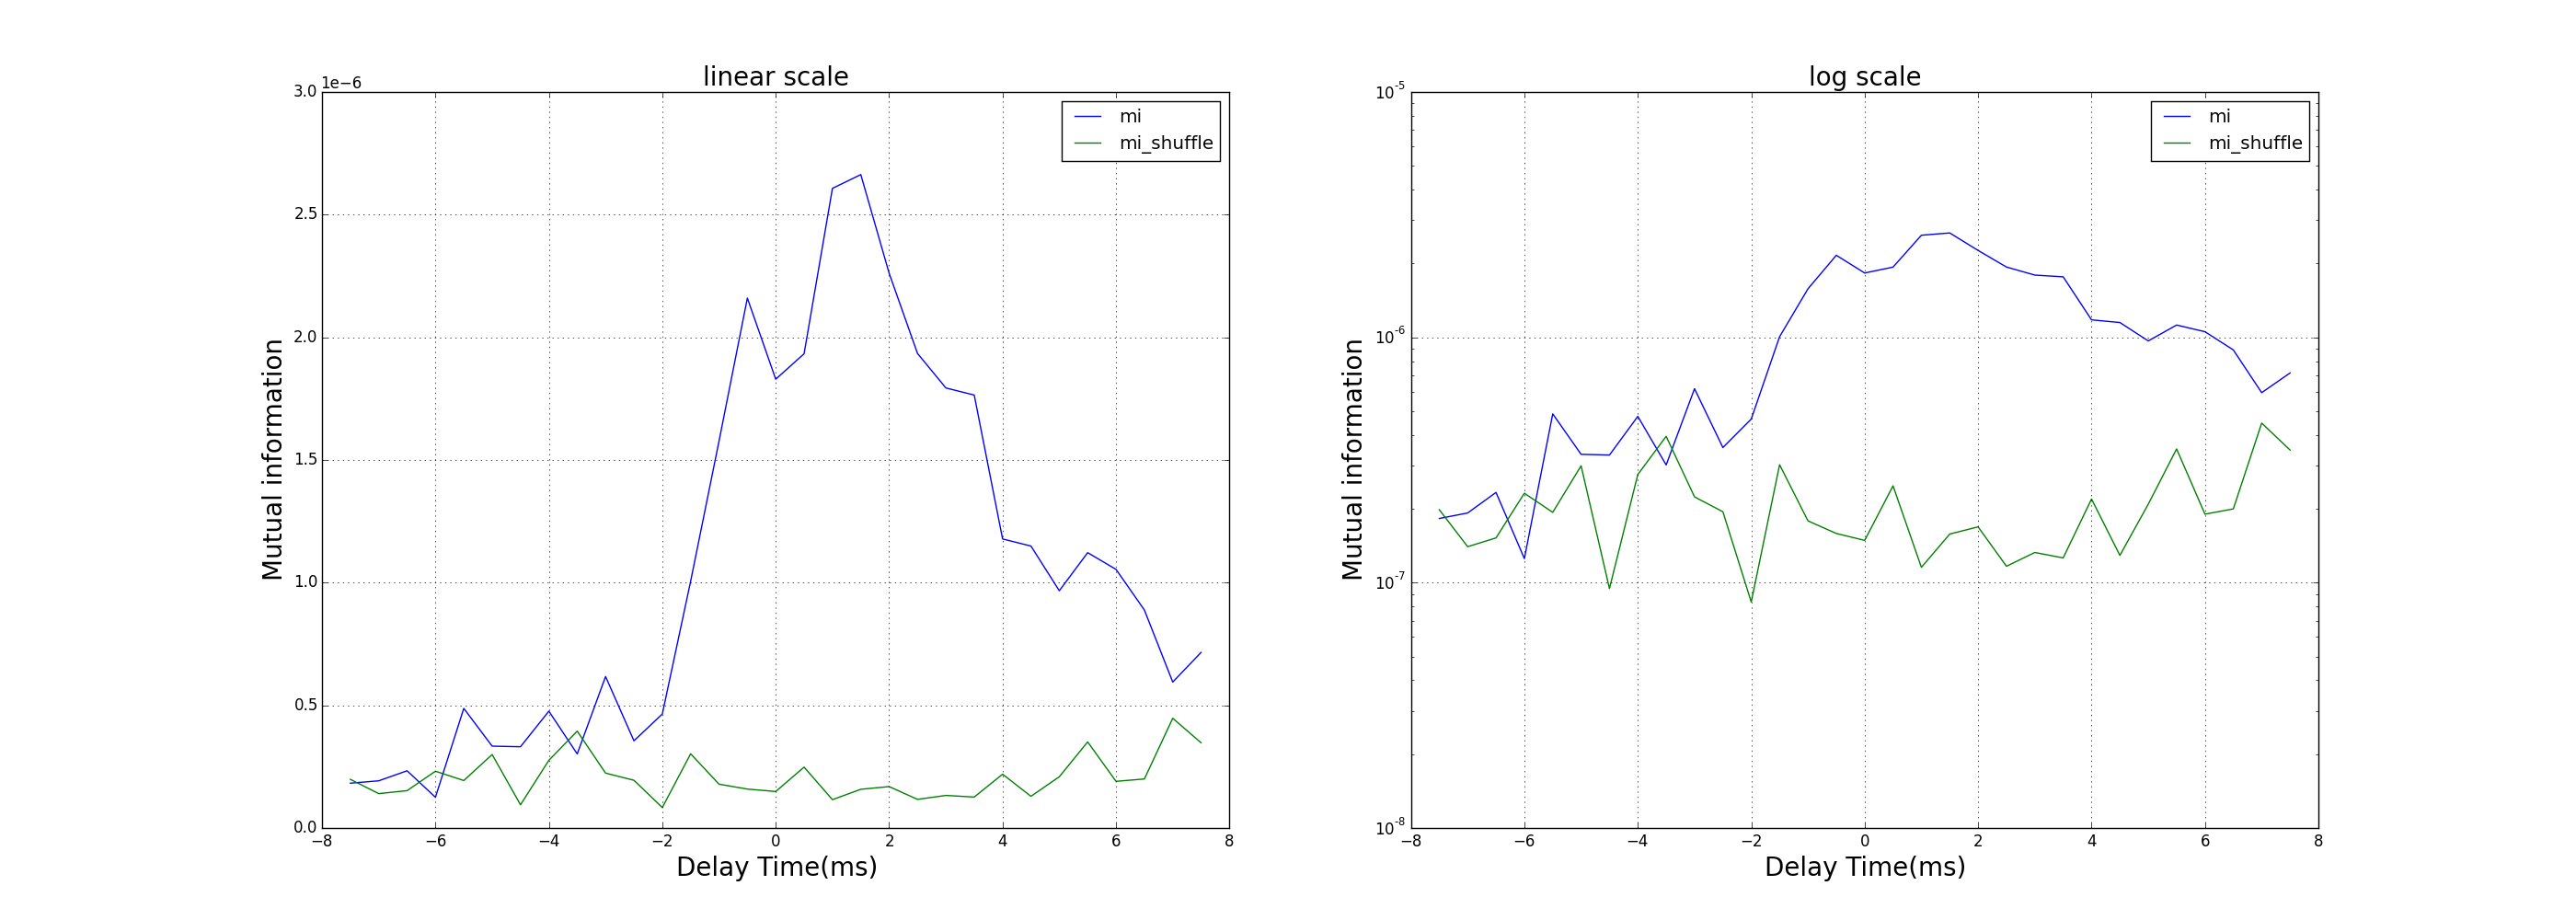 linear scale
1e−6
3.0
2.5
2.0
1.5
1.0
0.5
0.0
Mutual information
mi
mi_shuffle
−8 −6 −4 −2 0 2 4 6 8
Delay Time(ms)
log scale
10-5
10-6
10-7
10-8
Mutual information
mi
mi_shuffle
−8 −6 −4 −2 0 2 4 6 8
Delay Time(ms)